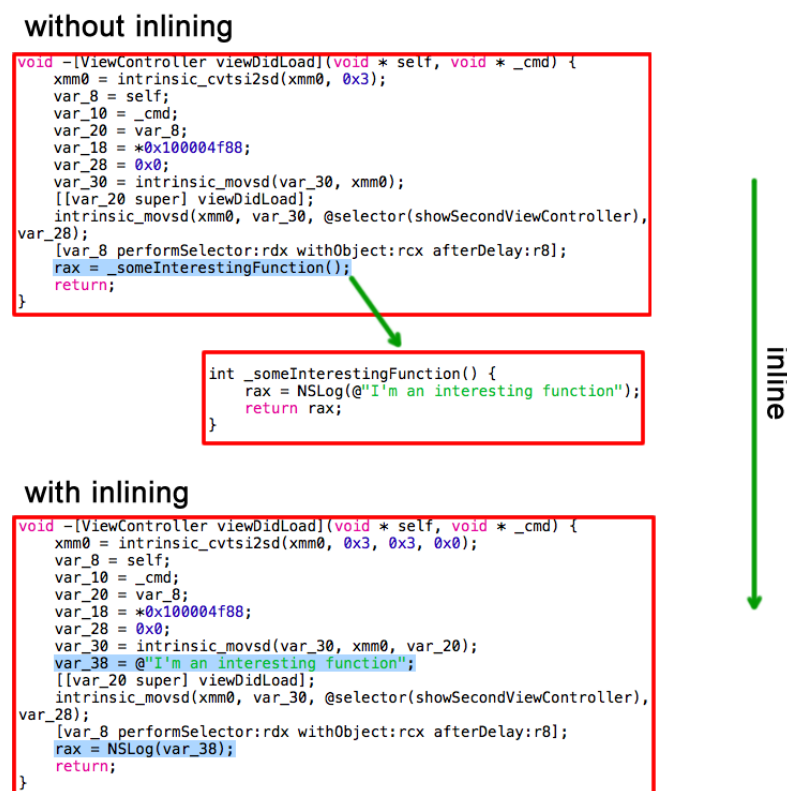 without inlining
void -[ViewController viewDidLoad](void * self, void * _cmd) {
xmm0 = intrinsic_cvtsi2sd(xmm0, 0x3);
var_8 = self;
var_10 = _cmd;
var_20 = var_8;
var_18 = *0x100004f88;
var_28 = 0x0;
var_30 = intrinsic_movsd(var_30, xmm0);
[[var_20 super] viewDidLoad];
intrinsic_movsd(xmm0, var_30, @selector(showSecondViewController),
var_28);
[var_8 performSelector:rdx withObject:rcx afterDelay:r8];
rax = _someInterestingFunction();
return;
}
int _someInterestingFunction() {
rax = NSLog(@"I'm an interesting function");
return rax;
}
inline
with inlining
void -[ViewController viewDidLoad](void * self, void * _cmd) {
xmm0 = intrinsic_cvtsi2sd(xmm0, 0x3, 0x3, 0x0);
var_8 = self;
var_10 = _cmd;
var_20 = var_8;
var_18 = *0x100004f88;
var_28 = 0x0;
var_30 = intrinsic_movsd(var_30, xmm0, var_20);
var_38 = @"I'm an interesting function";
[[var_20 super] viewDidLoad];
intrinsic_movsd(xmm0, var_30, @selector(showSecondViewController),
var_28);
[var_8 performSelector:rdx withObject:rcx afterDelay:r8];
rax = NSLog(var_38);
return;
}